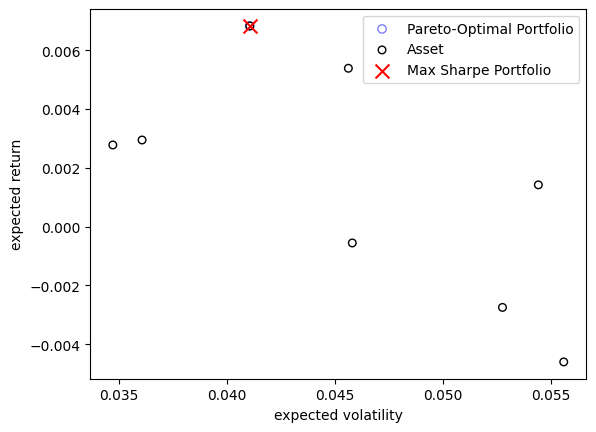 Pareto-Optimal Portfolio
Asset
Max Sharpe Portfolio
expected return
0.006
0.004
0.002
0.000
−0.002
−0.004
0.035
0.040
0.045
0.050
0.055
expected volatility